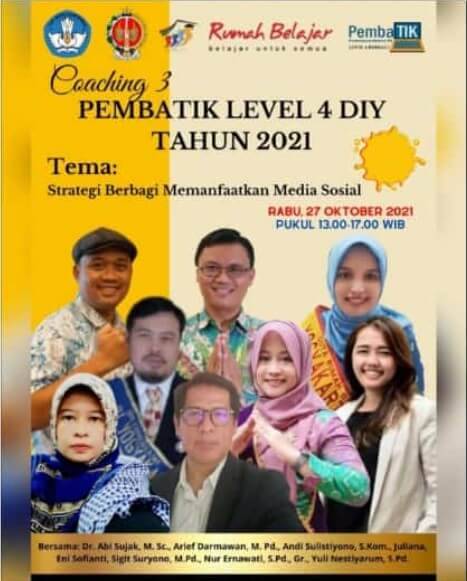 Rumah Belajar
belajar untuk semua
PembaTIK
Coaching 3
PEMBATIK LEVEL 4 DIY
TAHUN 2021
Tema:
Strategi Berbagi Memanfaatkan Media Sosial
RABU, 27 OKTOBER 2021
PUKUL 13.00-17.00 WIB
Bersama: Dr. Abi Sujak, M. Sc., Arief Darmawan, M. Pd., Andi Sulistiyono, S.Kom., Juliana,
Eni Sofianti, Sigit Suryono, M.Pd., Nur Ernawati, S.Pd., Gr., Yuli Nestiyarum, S.Pd.